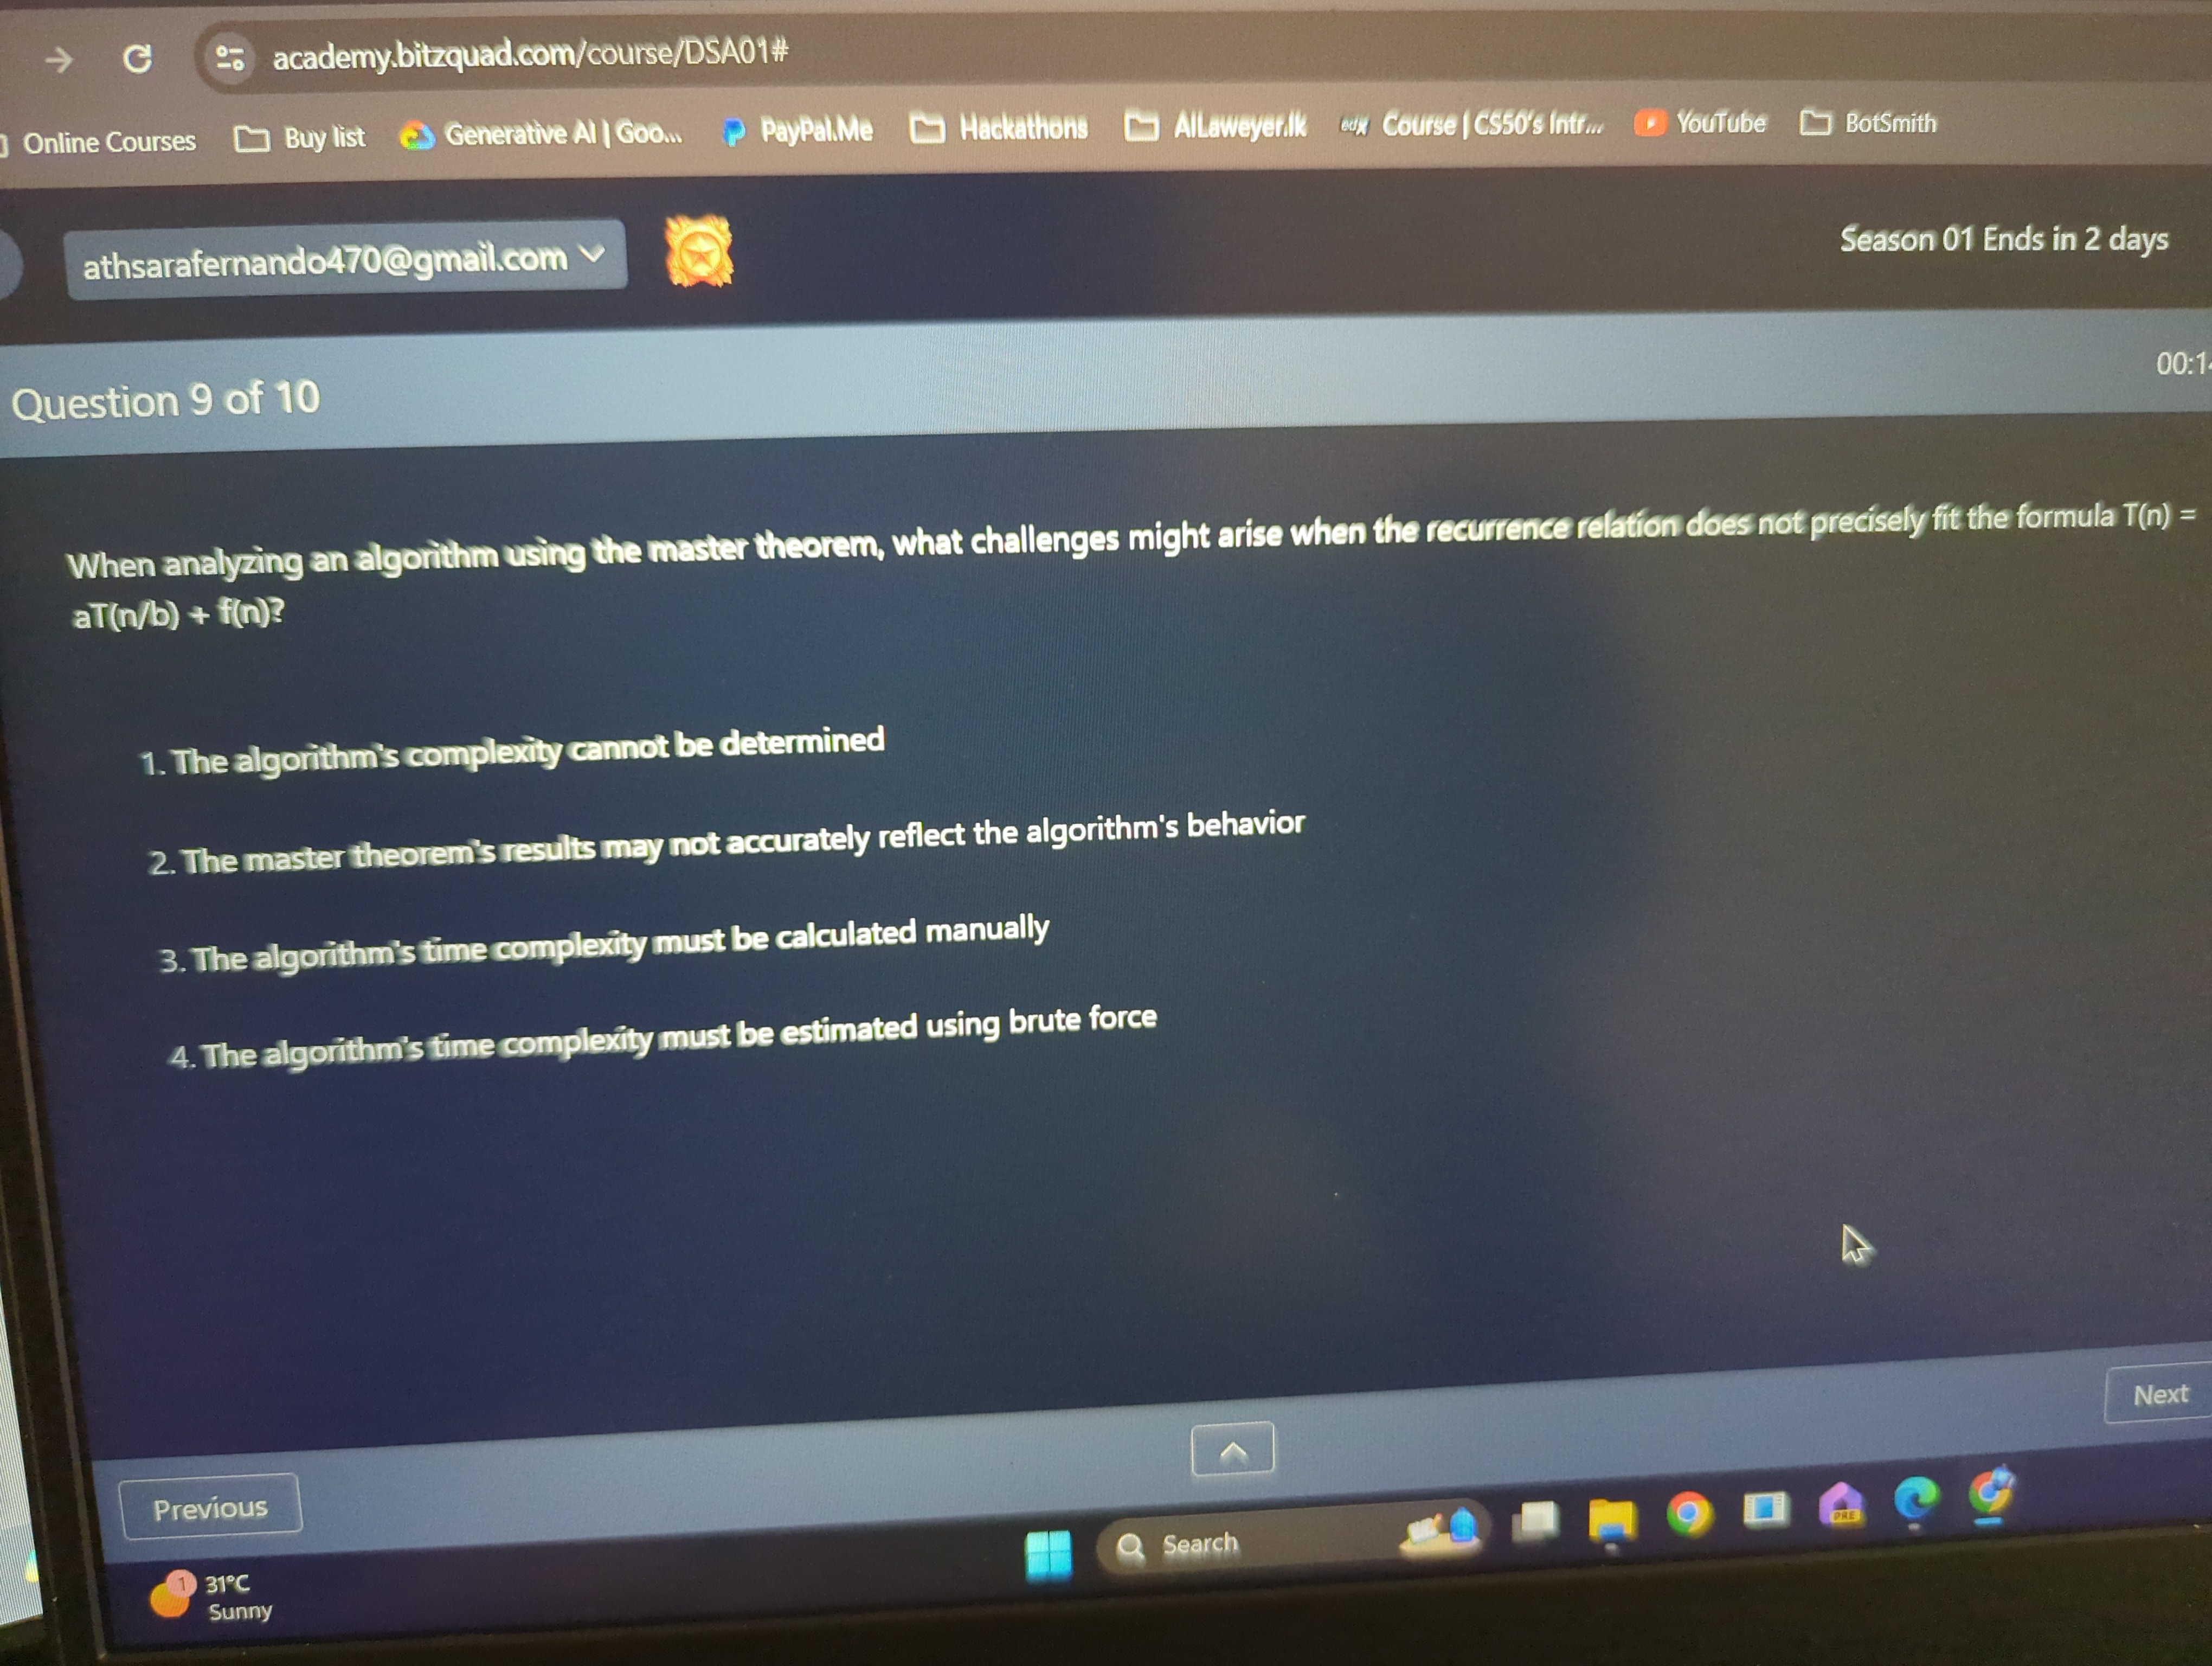 academy.bitzquad.com/course/DSA01#
Online Courses Buy list Generative AI | Goo... PayPal.Me Hackathons AILaweyer.lk edX Course | CS50's Intr... YouTube BotSmith
athsarafernando470@gmail.com Season 01 Ends in 2 days
Question 9 of 10 00:1
When analyzing an algorithm using the master theorem, what challenges might arise when the recurrence relation does not precisely fit the formula T(n) =
aT(n/b) + f(n)?
1. The algorithm's complexity cannot be determined
2. The master theorem's results may not accurately reflect the algorithm's behavior
3. The algorithm's time complexity must be calculated manually
4. The algorithm's time complexity must be estimated using brute force
Next
Previous
Search
PRE
1 31°C
Sunny